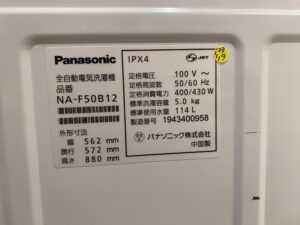 Panasonic
全自動電気洗濯機
品番
NA-F50B12
外形寸法
幅 562 mm
奥行 572 mm
高さ 880 mm
IPX4
JET
定格電圧 100 V ～
定格周波数 50/60 Hz
定格消費電力 400/430 W
標準洗濯容量 5.0 kg
標準使用水量 114 L
製造番号 1943400958
パナソニック株式会社
中国製